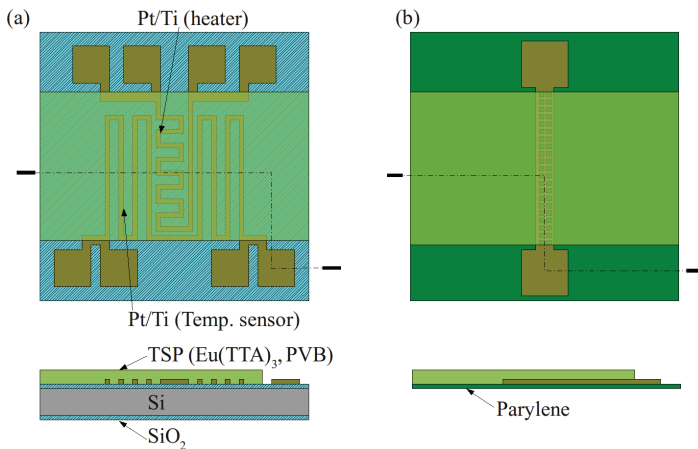 (a)
Pt/Ti (heater)
(b)
Pt/Ti (Temp. sensor)
TSP (Eu(TTA)3, PVB)
Si
SiO2
Parylene